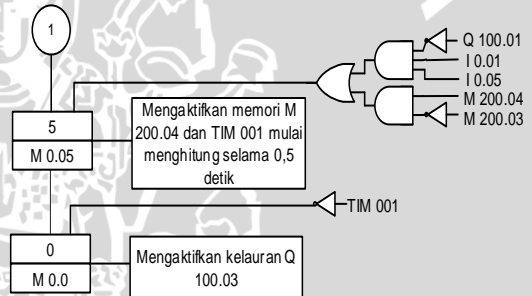 1
Q 100.01
I 0.01
I 0.05
M 200.04
M 200.03
5
M 0.05
Mengaktifkan memori M
200.04 dan TIM 001 mulai
menghitung selama 0,5
detik
TIM 001
0
M 0.0
Mengaktifkan kelauran Q
100.03